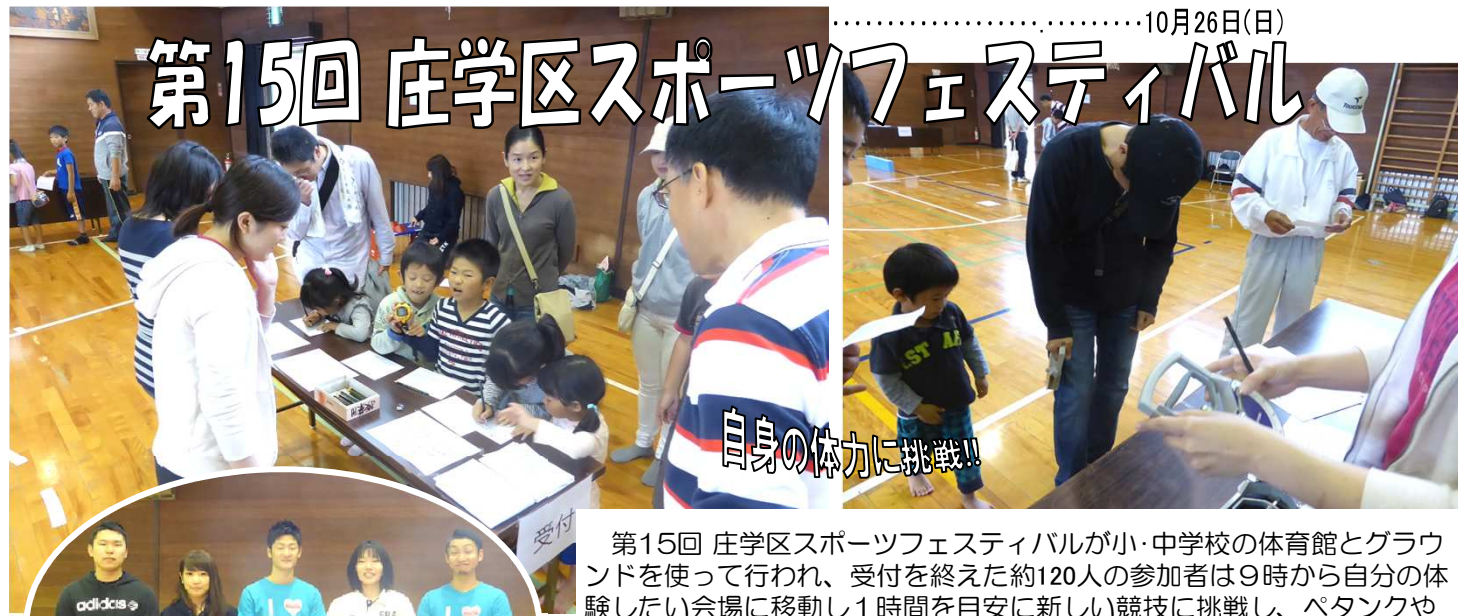 ‥‥‥‥‥‥‥‥‥.‥‥‥‥10月26日(日)
第15回 庄学区スポーツフェスティバル
自身の体力に挑戦!!
受付
adidas
第15回 庄学区スポーツフェスティバルが小・中学校の体育館とグラウ
ンドを使って行われ、受付を終えた約120人の参加者は９時から自分の体
験したい会場に移動し１時間を目安に新しい競技に挑戦し、ペタンクや